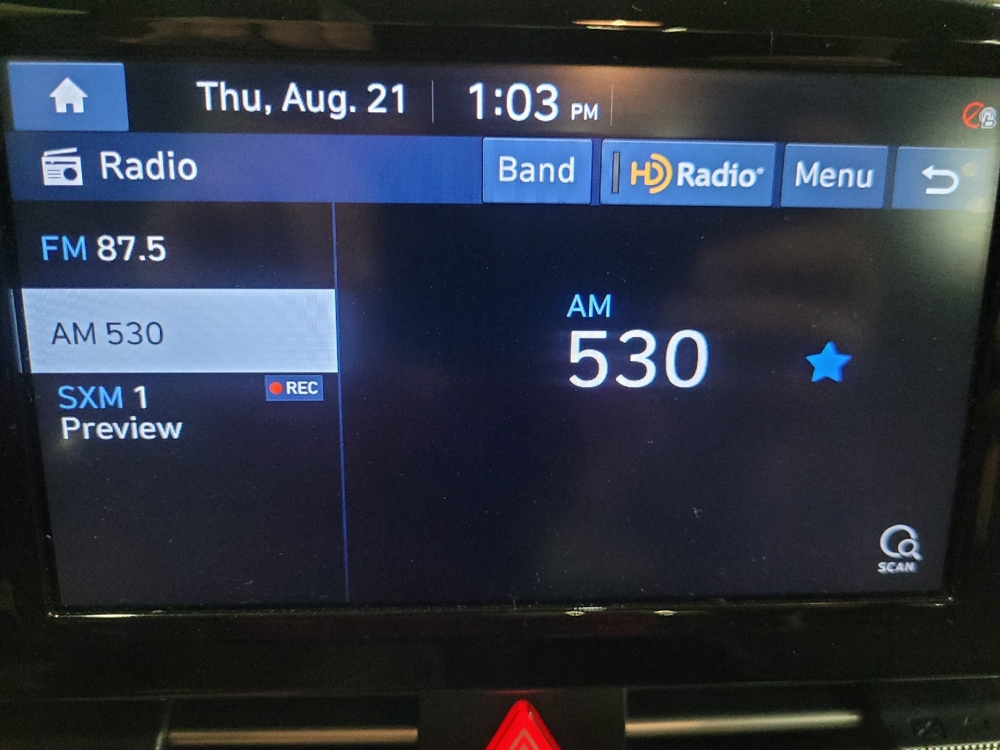 Thu, Aug. 21 1:03 PM
Radio Band HD Radio Menu
FM 87.5
AM 530
SXM 1 REC
Preview
AM
530
SCAN